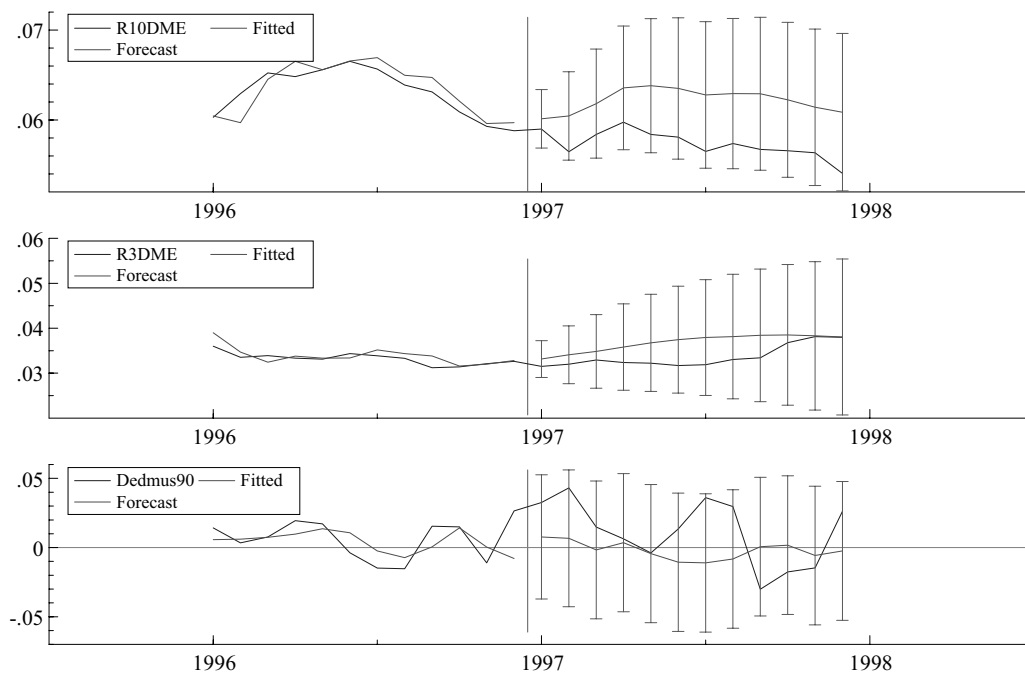 .07
R10DME Fitted
Forecast
.06
1996 1997 1998
.06
R3DME Fitted
Forecast
.05
.04
.03
1996 1997 1998
.05
Dedmus90 Fitted
Forecast
0
-.05
1996 1997 1998